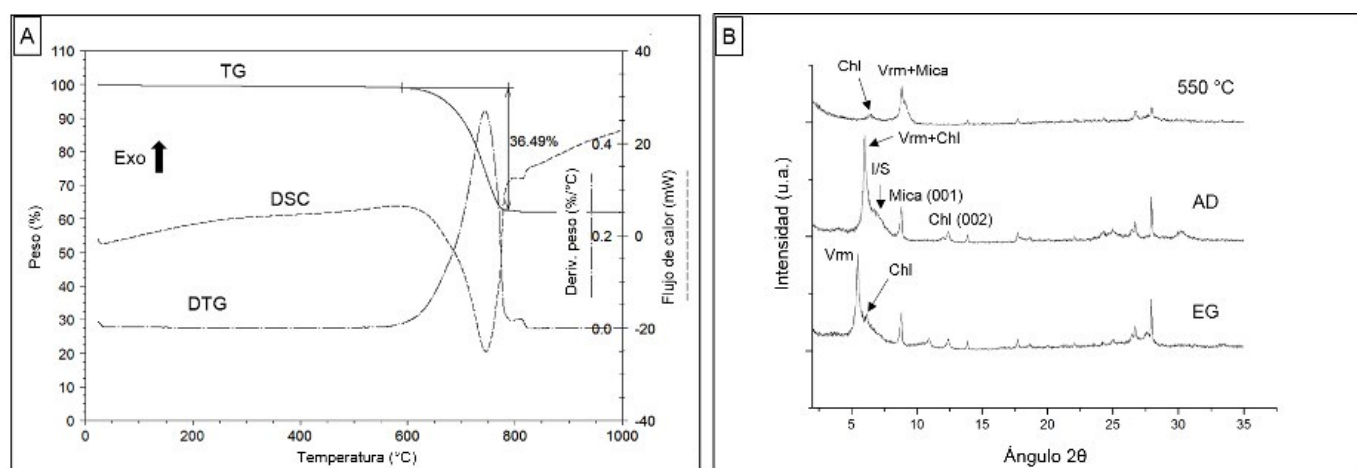 A
110
100
90
80
70
60
50
40
30
20
10
0
Peso (%)
TG
Exo
DSC
DTG
36.49%
0.4
0.2
0.0
Deriv. peso (%/°C)
40
20
0
-20
-40
Flujo de calor (mW)
0
200
400
600
800
1000
Temperatura (°C)
B
Intensidad (u.a.)
Chl
Vrm+Mica
550 °C
Vrm+Chl
I/S
Mica (001)
Chl (002)
AD
Vrm
Chl
EG
5
10
15
20
25
30
35
Ángulo 2θ